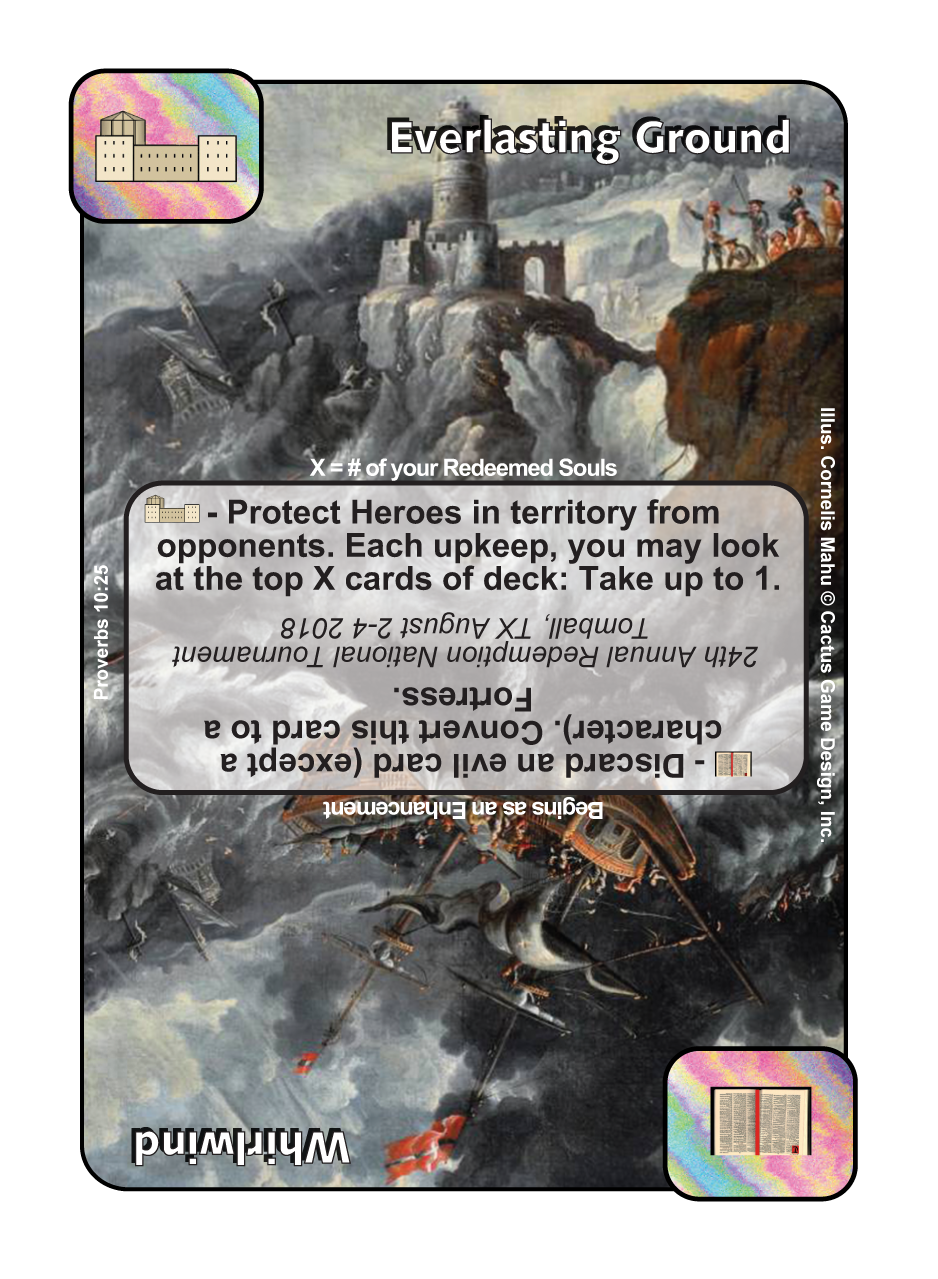 Everlasting Ground
X = # of your Redeemed Souls
- Protect Heroes in territory from
opponents. Each upkeep, you may look
at the top X cards of deck: Take up to 1.
Proverbs 10:25
Illus. Cornelis Mahu © Cactus Game Design, Inc.
Whirlwind
Begins as an Enhancement
- Discard an evil card (except a
character). Convert this card to a
Fortress.
24th Annual Redemption National Tournament
Tomball, TX August 2-4 2018